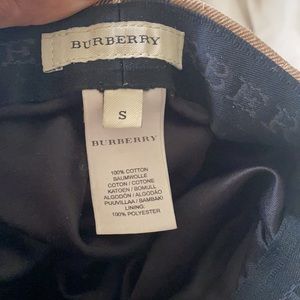 BURBERRY
S
BURBERRY
100% COTTON
BAUMWOLLE
COTON / COTONE
KATOEN / BOMULL
ALGODÓN / ALGODÃO
PUUVILLAA / BAMBAKI
LINING:
100% POLYESTER